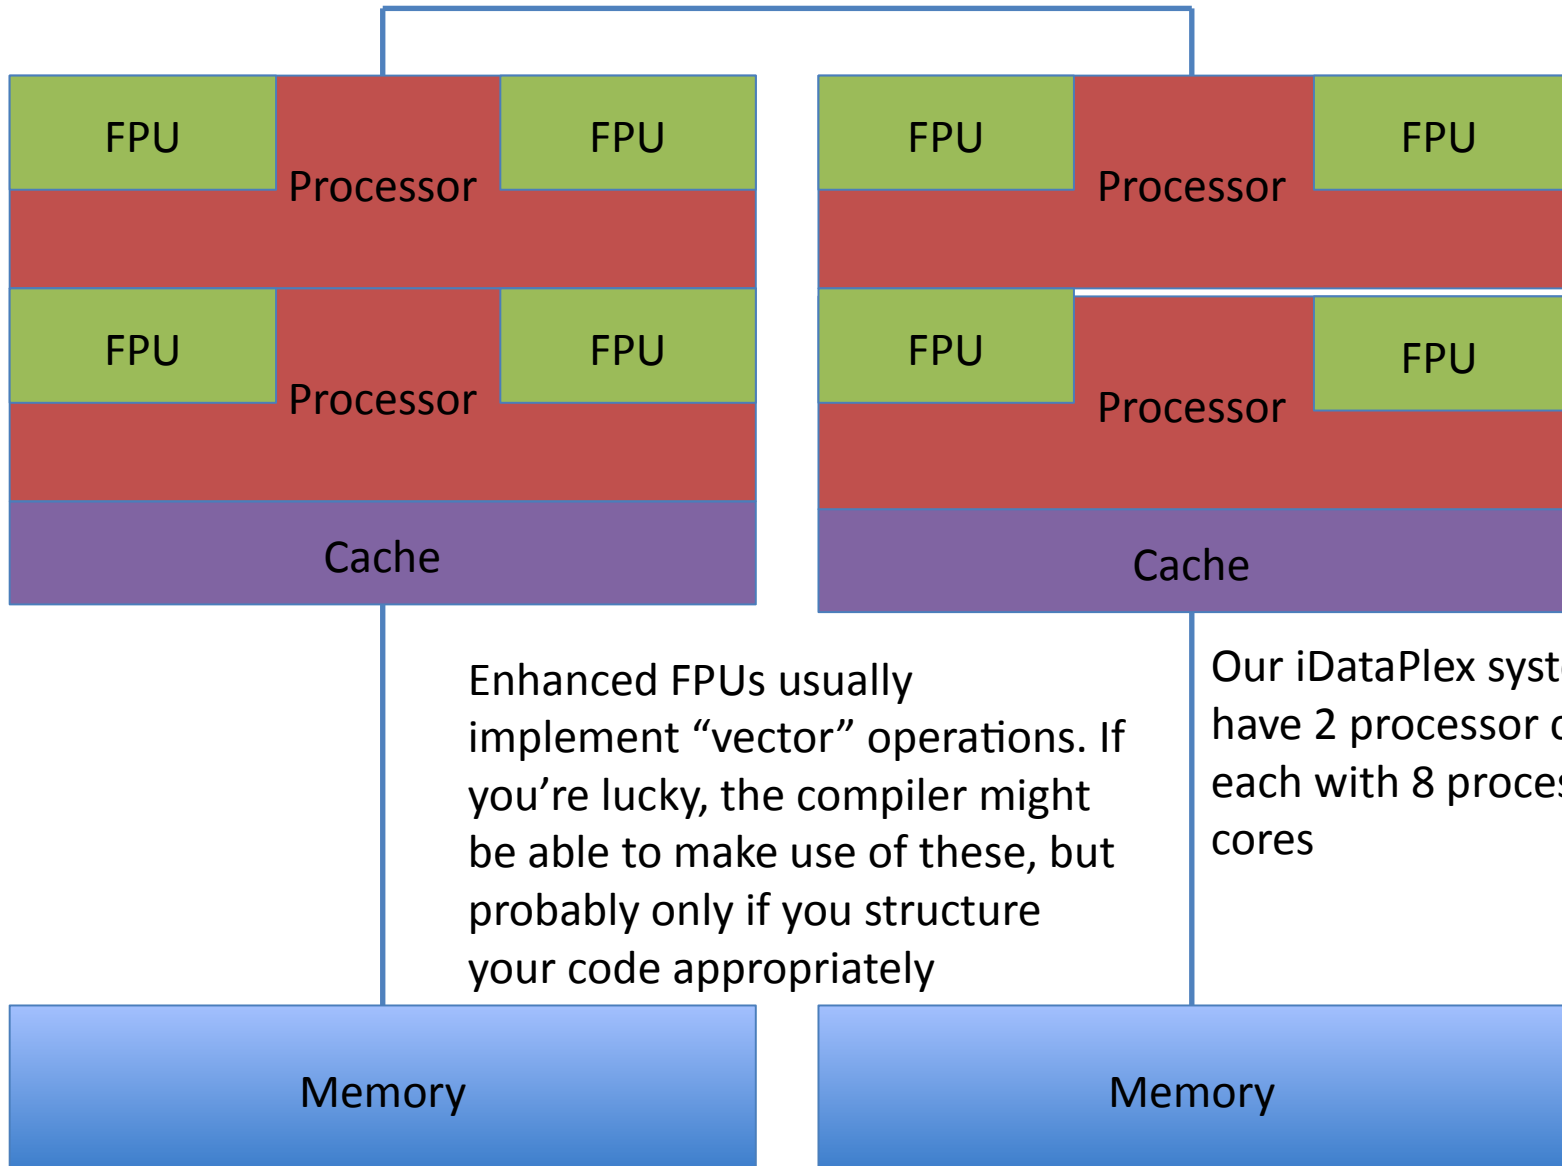 FPU
FPU
Processor
FPU
FPU
Processor
Cache
FPU
FPU
Processor
FPU
FPU
Processor
Cache
Enhanced FPUs usually
implement “vector” operations. If
you’re lucky, the compiler might
be able to make use of these, but
probably only if you structure
your code appropriately
Our iDataPlex
have 2 processor
each with 8
cores
Memory
Memory